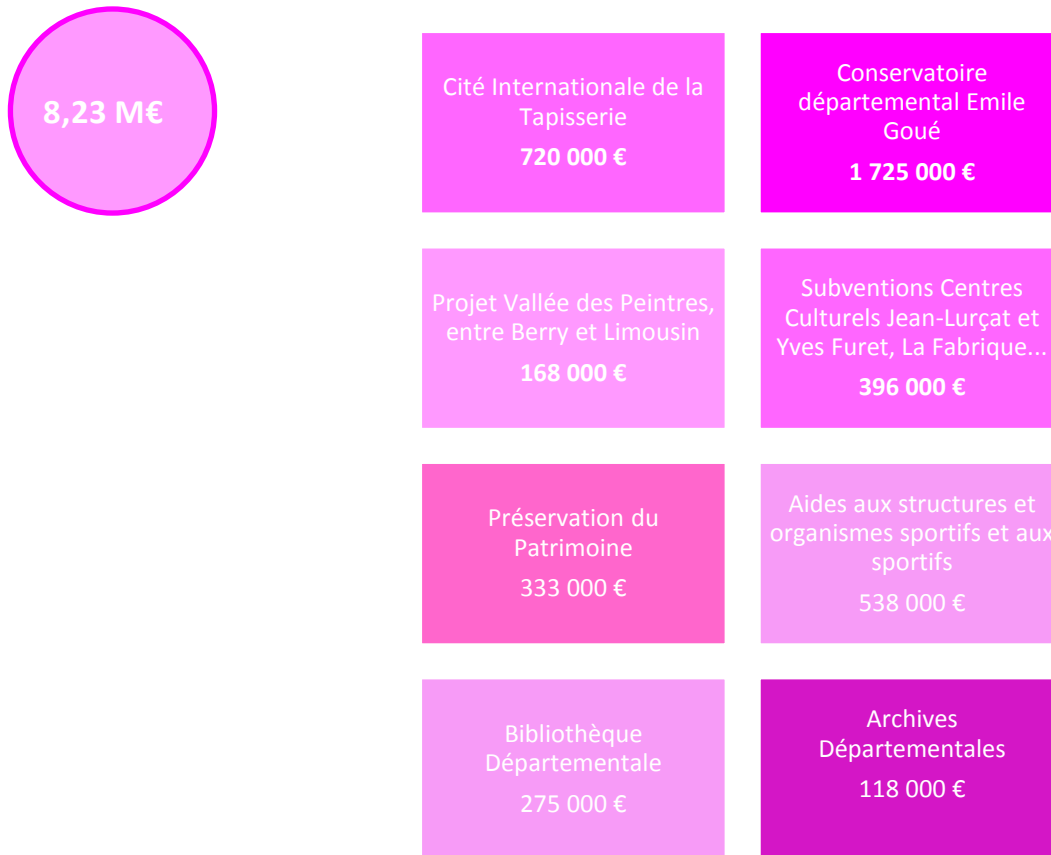 8,23 M€
Cité Internationale de la
Tapisserie
720 000 €
Conservatoire
départemental Emile
Goué
1 725 000 €
Projet Vallée des Peintres,
entre Berry et Limousin
168 000 €
Subventions Centres
Culturels Jean-Lurçat et
Yves Furet, La Fabrique...
396 000 €
Préservation du
Patrimoine
333 000 €
Aides aux structures et
organismes sportifs et aux
sportifs
538 000 €
Bibliothèque
Départementale
275 000 €
Archives
Départementales
118 000 €